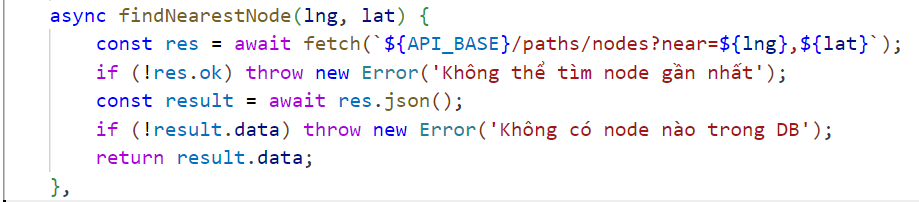 async findNearestNode(lng, lat) {
const res = await fetch(`${API_BASE}/paths/nodes?near=${lng},${lat}`);
if (!res.ok) throw new Error('Không thể tìm node gần nhất');
const result = await res.json();
if (!result.data) throw new Error('Không có node nào trong DB');
return result.data;
},